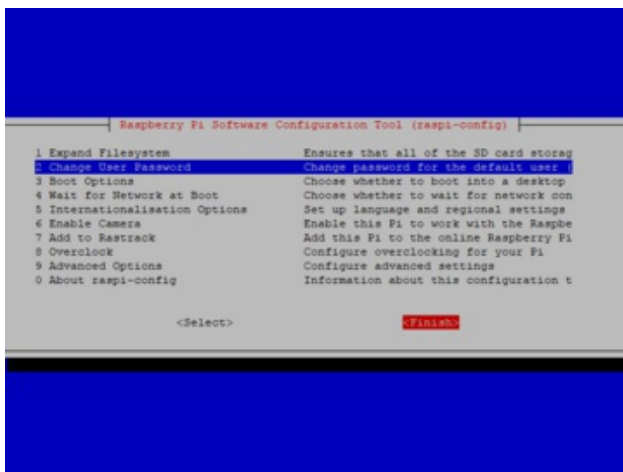 Raspberry Pi Software Configuration Tool (raspi-config)
1 Expand Filesystem Ensures that all of the SD card storag
2 Change User Password Change password for the default user (
3 Boot Options Choose whether to boot into a desktop
4 Wait for Network at Boot Choose whether to wait for network con
5 Internationalisation Options Set up language and regional settings
6 Enable Camera Enable this Pi to work with the Raspbe
7 Add to Rastrack Add this Pi to the online Raspberry Pi
8 Overclock Configure overclocking for your Pi
9 Advanced Options Configure advanced settings
0 About raspi-config Information about this configuration t
<Select> <Finish>